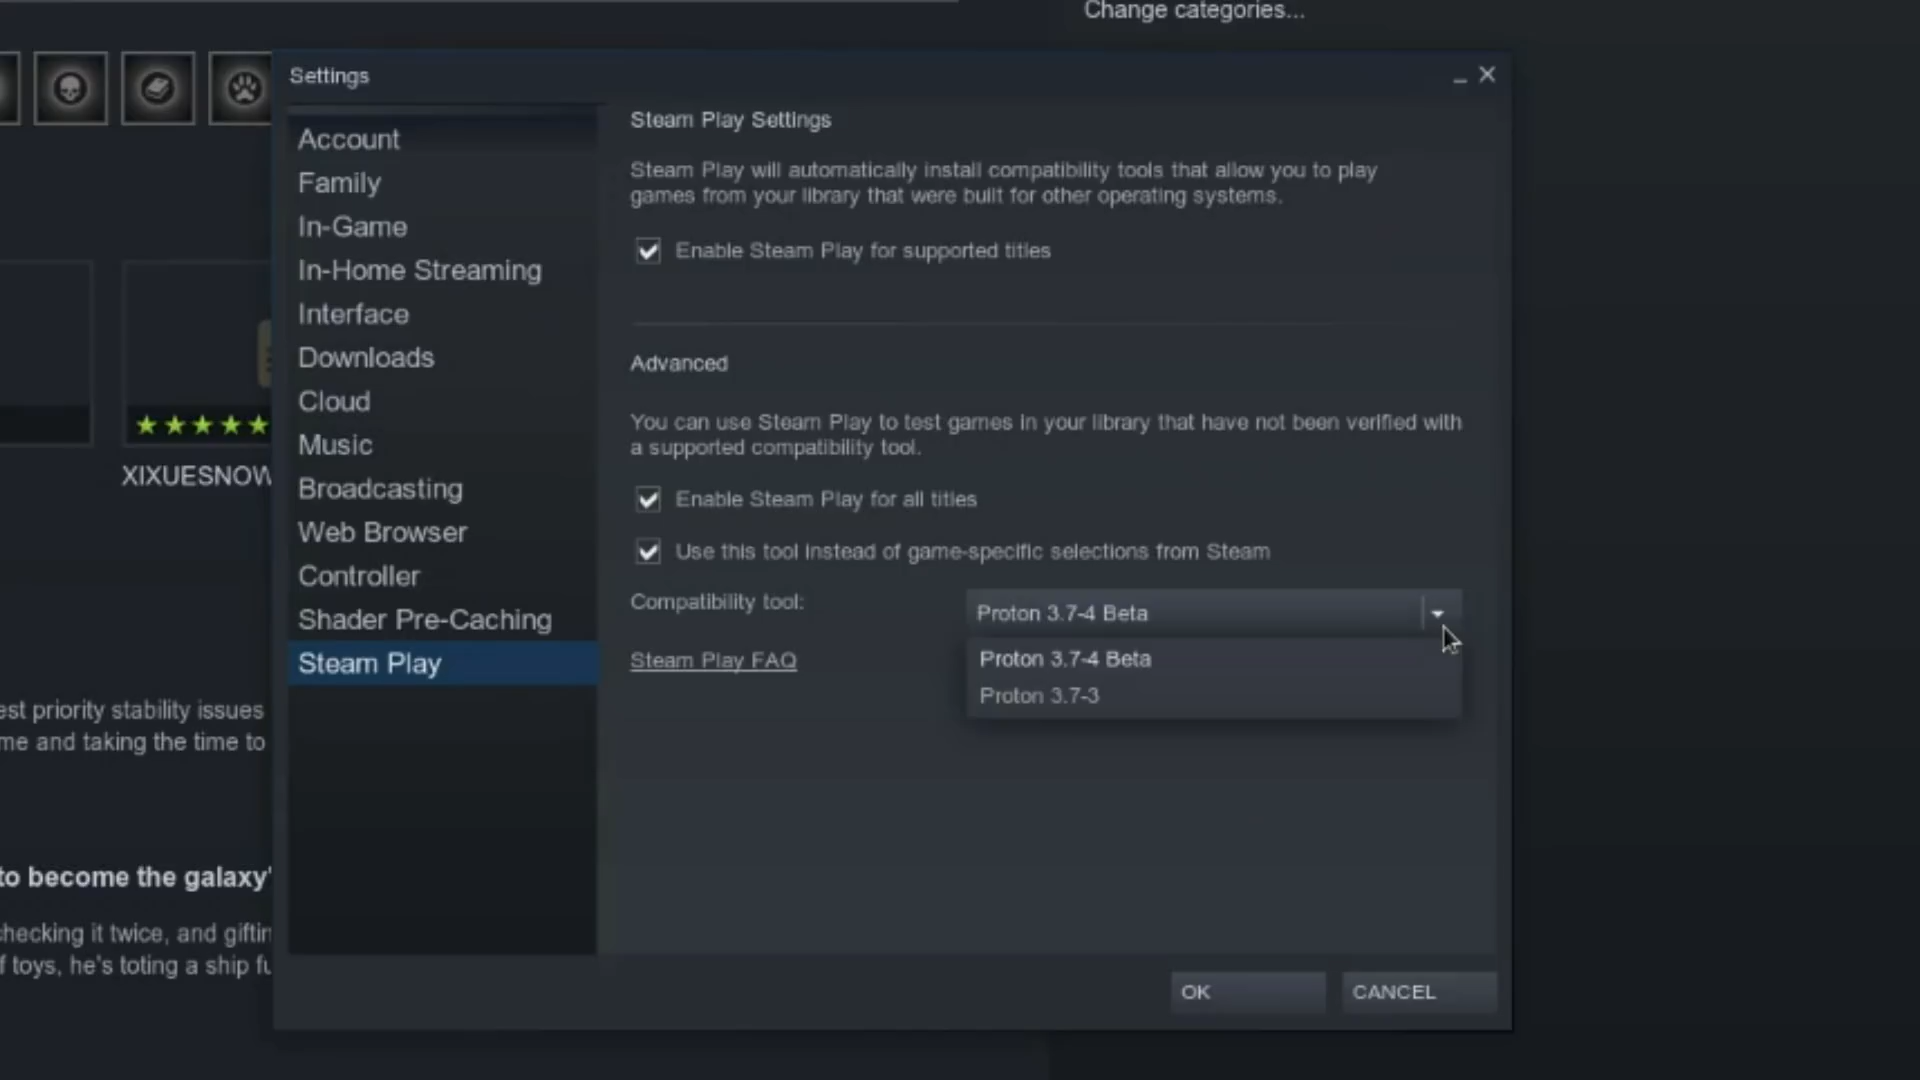 Change categories...
Settings
Account
Family
In-Game
In-Home Streaming
Interface
Downloads
Cloud
Music
Broadcasting
Web Browser
Controller
Shader Pre-Caching
Steam Play
Steam Play Settings
Steam Play will automatically install compatibility tools that allow you to play
games from your library that were built for other operating systems.
Enable Steam Play for supported titles
Advanced
You can use Steam Play to test games in your library that have not been verified with
a supported compatibility tool.
Enable Steam Play for all titles
Use this tool instead of game-specific selections from Steam
Compatibility tool:
Proton 3.7-4 Beta
Proton 3.7-4 Beta
Proton 3.7-3
Steam Play FAQ
OK
CANCEL
XIXUESNOW
est priority stability issues
me and taking the time to
to become the galaxy'
checking it twice, and giftin
f toys, he's toting a ship fu